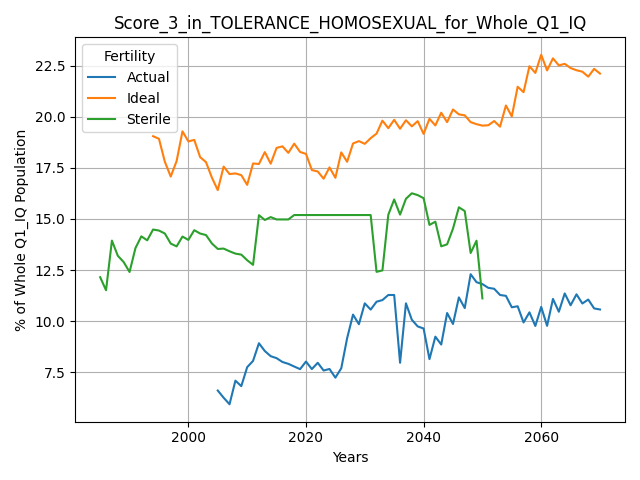 Score_3_in_TOLERANCE_HOMOSEXUAL_for_Whole_Q1_IQ
Fertility
Actual
Ideal
Sterile
% of Whole Q1_IQ Population
22.5
20.0
17.5
15.0
12.5
10.0
7.5
2000
2020
2040
2060
Years